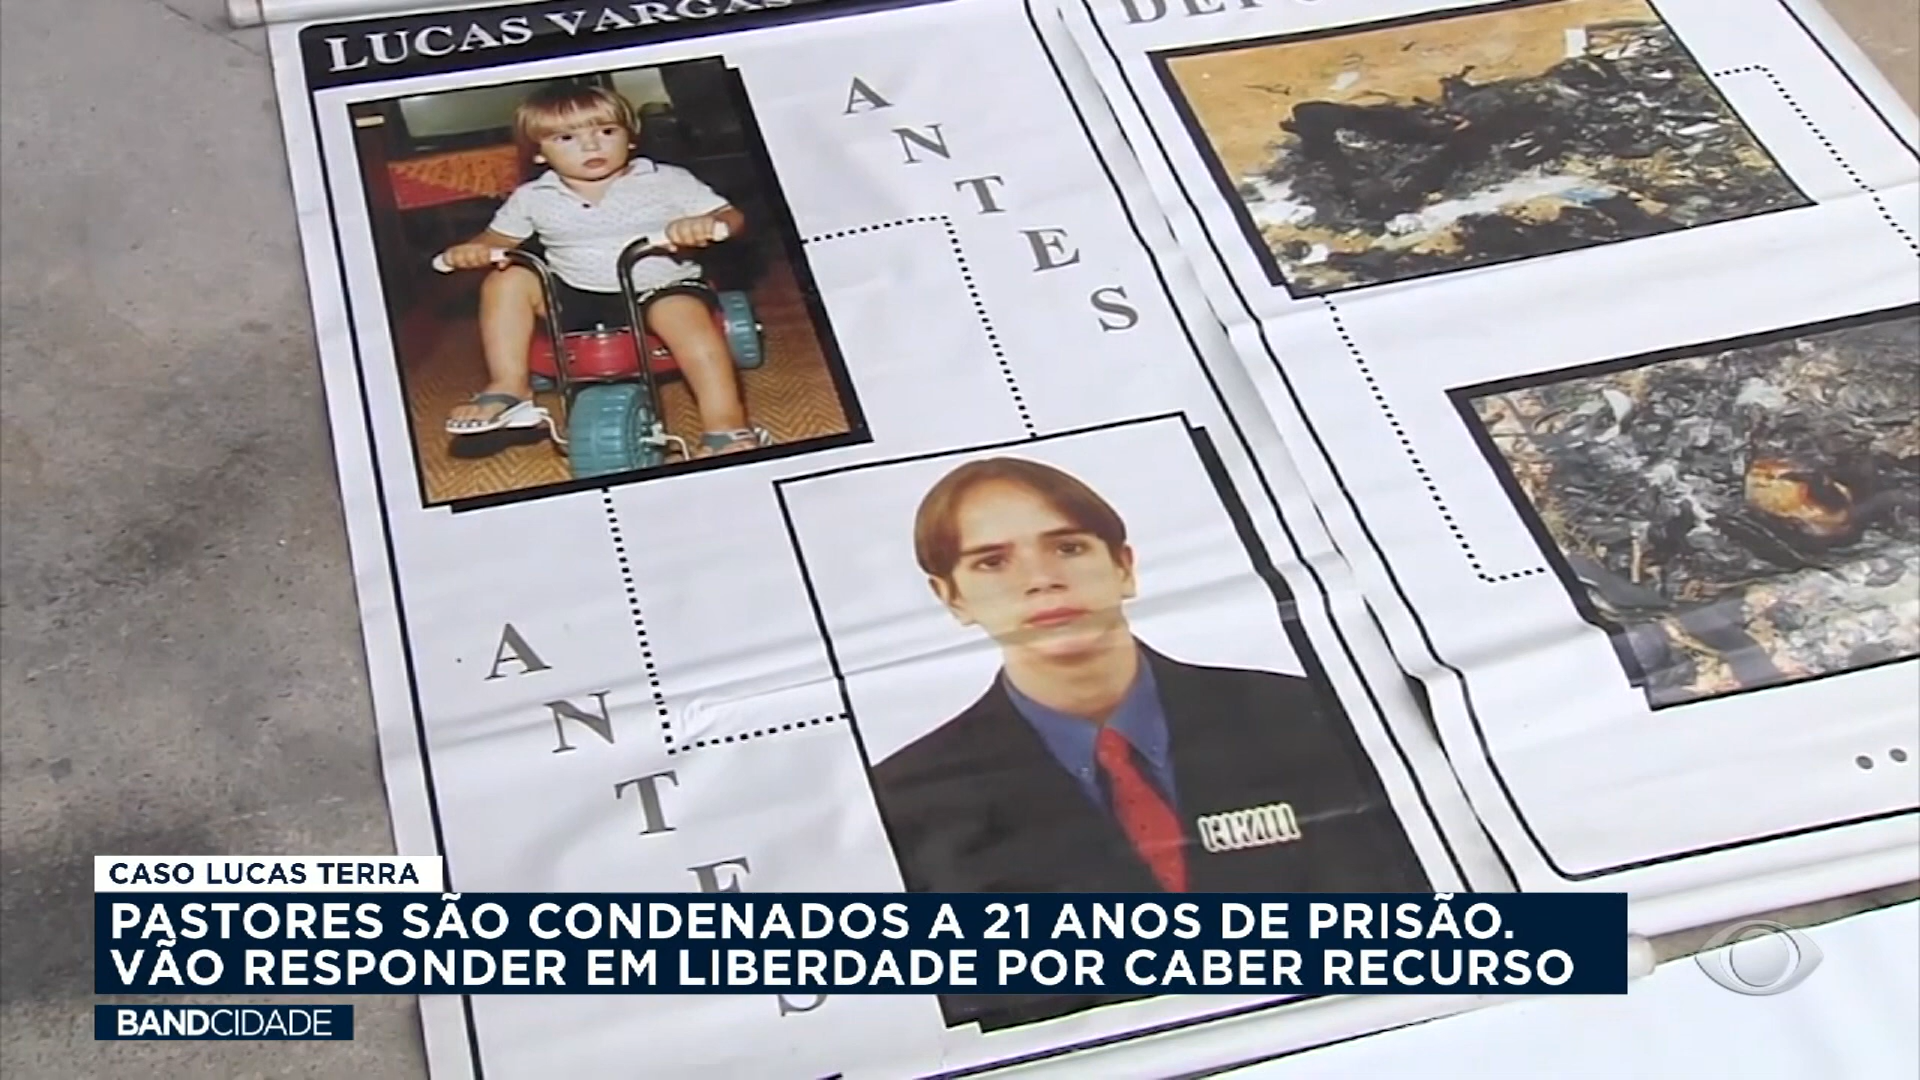 LUCAS VARGAS
ANTES
ANTES
CASO LUCAS TERRA
PASTORES SÃO CONDENADOS A 21 ANOS DE PRISÃO.
VÃO RESPONDER EM LIBERDADE POR CABER RECURSO
BANDCIDADE